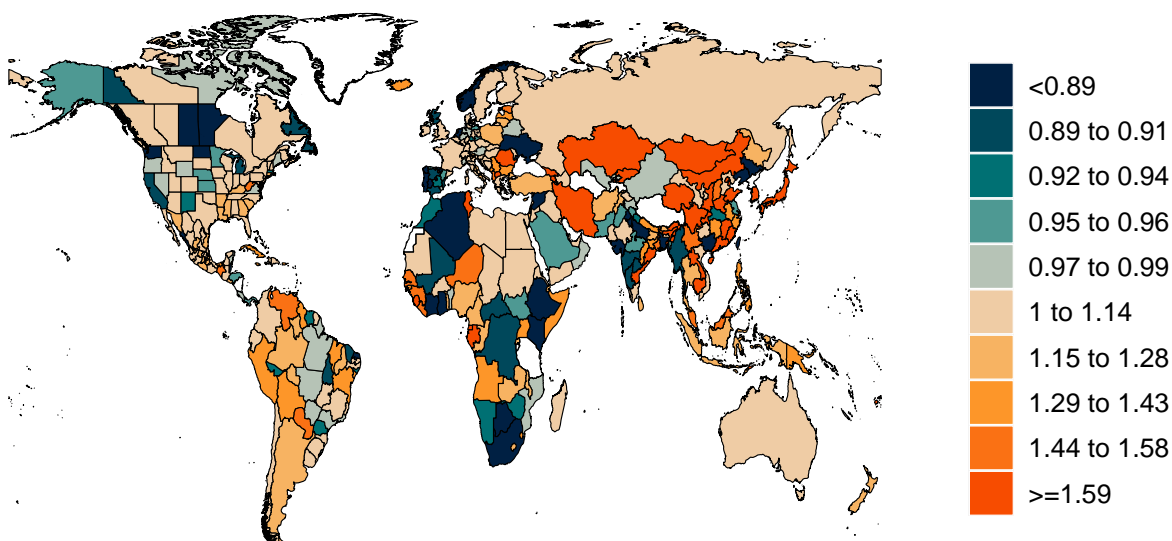 <0.89
0.89 to 0.91
0.92 to 0.94
0.95 to 0.96
0.97 to 0.99
1 to 1.14
1.15 to 1.28
1.29 to 1.43
1.44 to 1.58
>=1.59